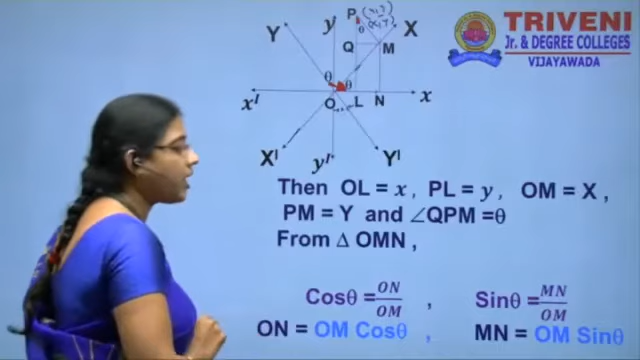 TRIVENI
Jr. & DEGREE COLLEGES
VIJAYAWADA
Y
y
P
X
θ
Q
M
θ
θ
x^I
O
L
N
x
X^I
y^I
Y^I
Then OL = x, PL = y, OM = X,
PM = Y and ∠QPM = θ
From Δ OMN,
Cosθ = ON/OM , Sinθ = MN/OM
ON = OM Cosθ , MN = OM Sinθ